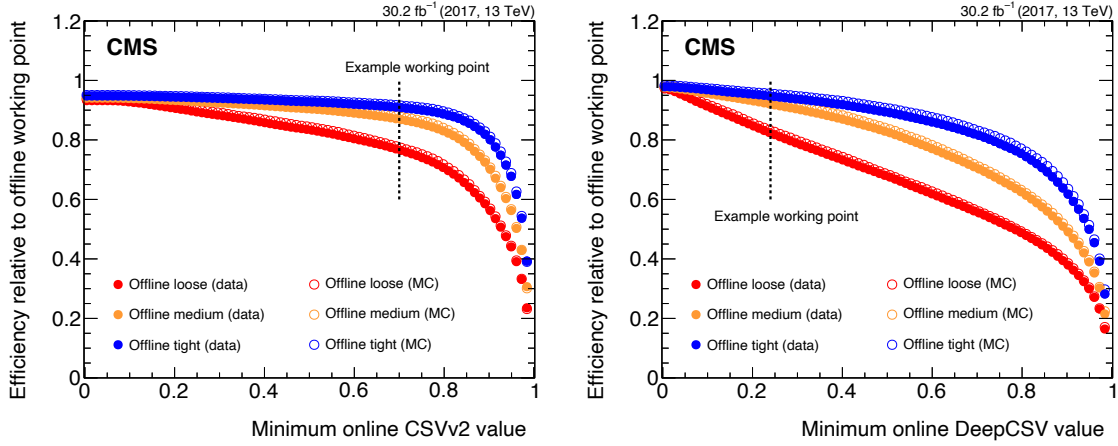 30.2 fb⁻¹ (2017, 13 TeV)
CMS
Efficiency relative to offline working point
1.2
1
0.8
0.6
0.4
0.2
0
Example working point
Offline loose (data)
Offline loose (MC)
Offline medium (data)
Offline medium (MC)
Offline tight (data)
Offline tight (MC)
0 0.2 0.4 0.6 0.8 1
Minimum online CSVv2 value
30.2 fb⁻¹ (2017, 13 TeV)
CMS
Efficiency relative to offline working point
1.2
1
0.8
0.6
0.4
0.2
0
Example working point
Offline loose (data)
Offline loose (MC)
Offline medium (data)
Offline medium (MC)
Offline tight (data)
Offline tight (MC)
0 0.2 0.4 0.6 0.8 1
Minimum online DeepCSV value